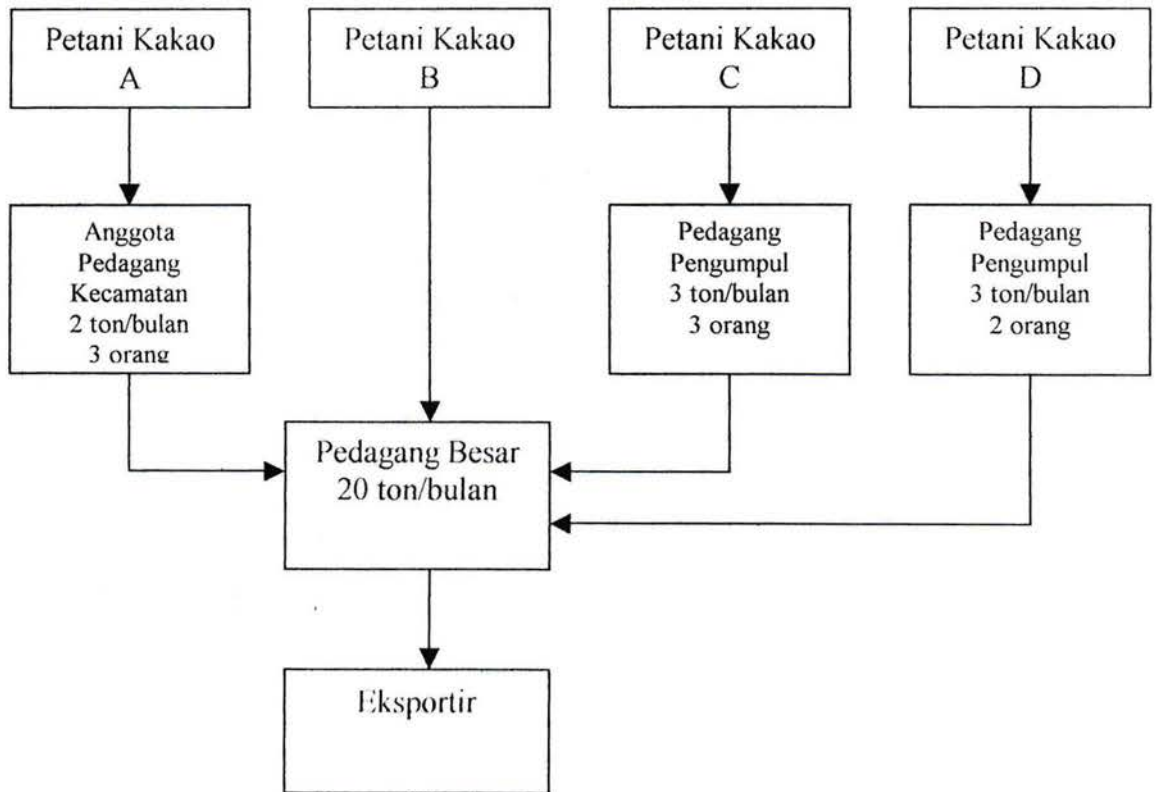 Petani Kakao
A
Petani Kakao
B
Petani Kakao
C
Petani Kakao
D
Anggota
Pedagang
Kecamatan
2 ton/bulan
3 orang
Pedagang
Pengumpul
3 ton/bulan
3 orang
Pedagang
Pengumpul
3 ton/bulan
2 orang
Pedagang Besar
20 ton/bulan
Eksportir